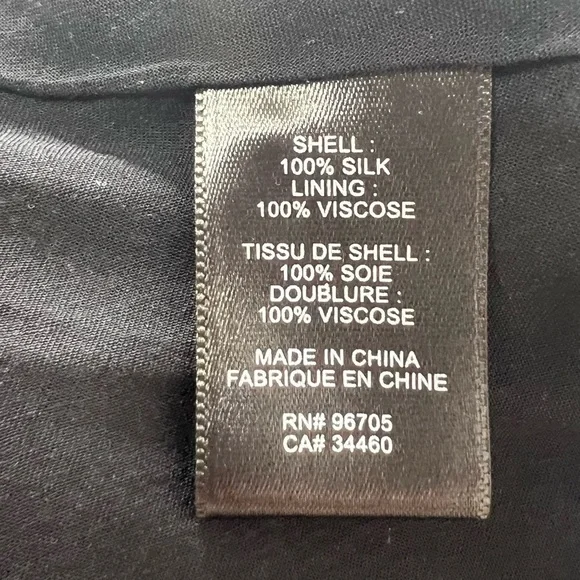 SHELL :
100% SILK
LINING :
100% VISCOSE
TISSU DE SHELL :
100% SOIE
DOUBLURE :
100% VISCOSE
MADE IN CHINA
FABRIQUE EN CHINE
RN# 96705
CA# 34460